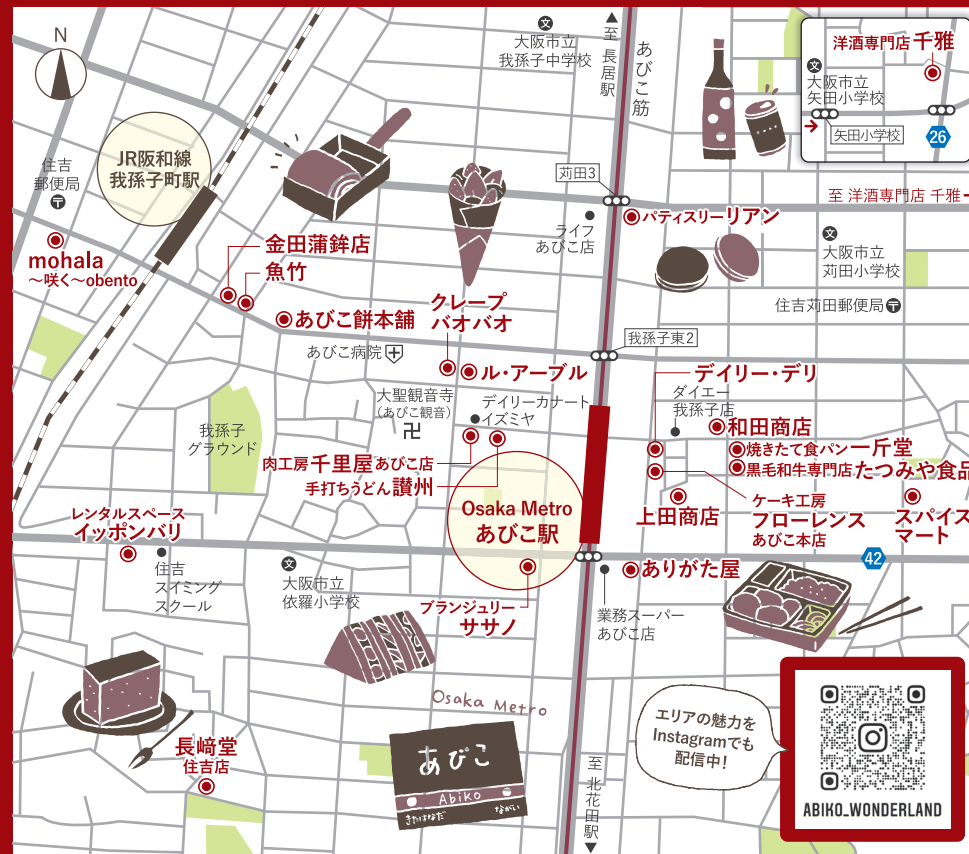 N
大阪市立
我孫子中学校
▲至 長居駅
あびこ筋
洋酒専門店 千雅
大阪市立
矢田小学校
矢田小学校
26
JR阪和線
我孫子町駅
住吉
郵便局
苅田3
至 洋酒専門店 千雅
パティスリーリアン
ライフ
あびこ店
大阪市立
苅田小学校
mohala
〜咲く〜obento
金田蒲鉾店
魚竹
住吉苅田郵便局
クレープ
バオバオ
あびこ餅本舗
我孫子東2
あびこ病院
ル・アーブル
デイリー・デリ
大聖観音寺
(あびこ観音)
卍
デイリーカナート
イズミヤ
ダイエー
我孫子店
和田商店
我孫子
グラウンド
焼きたて食パン一斤堂
肉工房千里屋あびこ店
黒毛和牛専門店たつみや食品
手打ちうどん讃州
ケーキ工房
フローレンス
あびこ本店
Osaka Metro
あびこ駅
上田商店
スパイス
マート
レンタルスペース
イッポンバリ
42
住吉
スイミング
スクール
大阪市立
依羅小学校
ありがた屋
ブランジュリー
ササノ
業務スーパー
あびこ店
Osaka Metro
エリアの魅力を
Instagramでも
配信中!
長﨑堂
住吉店
あびこ
Abiko
きたはなだ
ながい
至 北花田駅▼
ABIKO_WONDERLAND
文
文
文
文
〒
〒